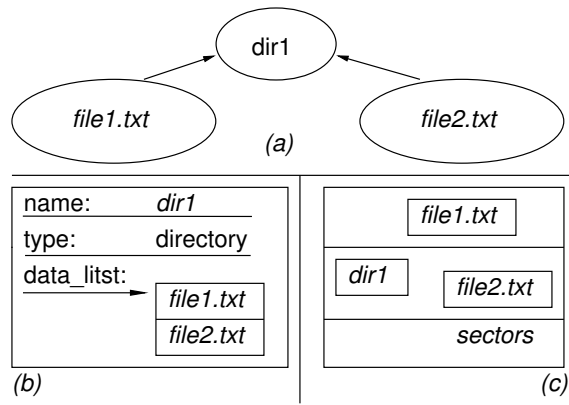 dir1
file1.txt
file2.txt
(a)
name: dir1
type: directory
data_litst:
file1.txt
file2.txt
(b)
file1.txt
dir1
file2.txt
sectors
(c)